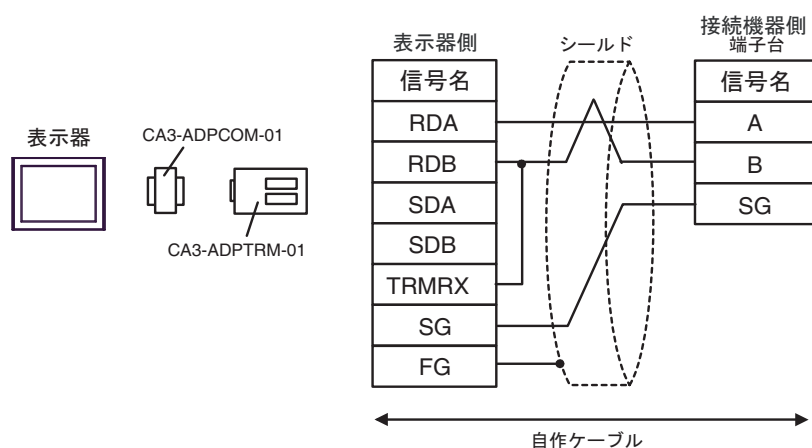 表示器
CA3-ADPCOM-01
CA3-ADPTRM-01
表示器側
信号名
RDA
RDB
SDA
SDB
TRMRX
SG
FG
シールド
接続機器側
端子台
信号名
A
B
SG
自作ケーブル